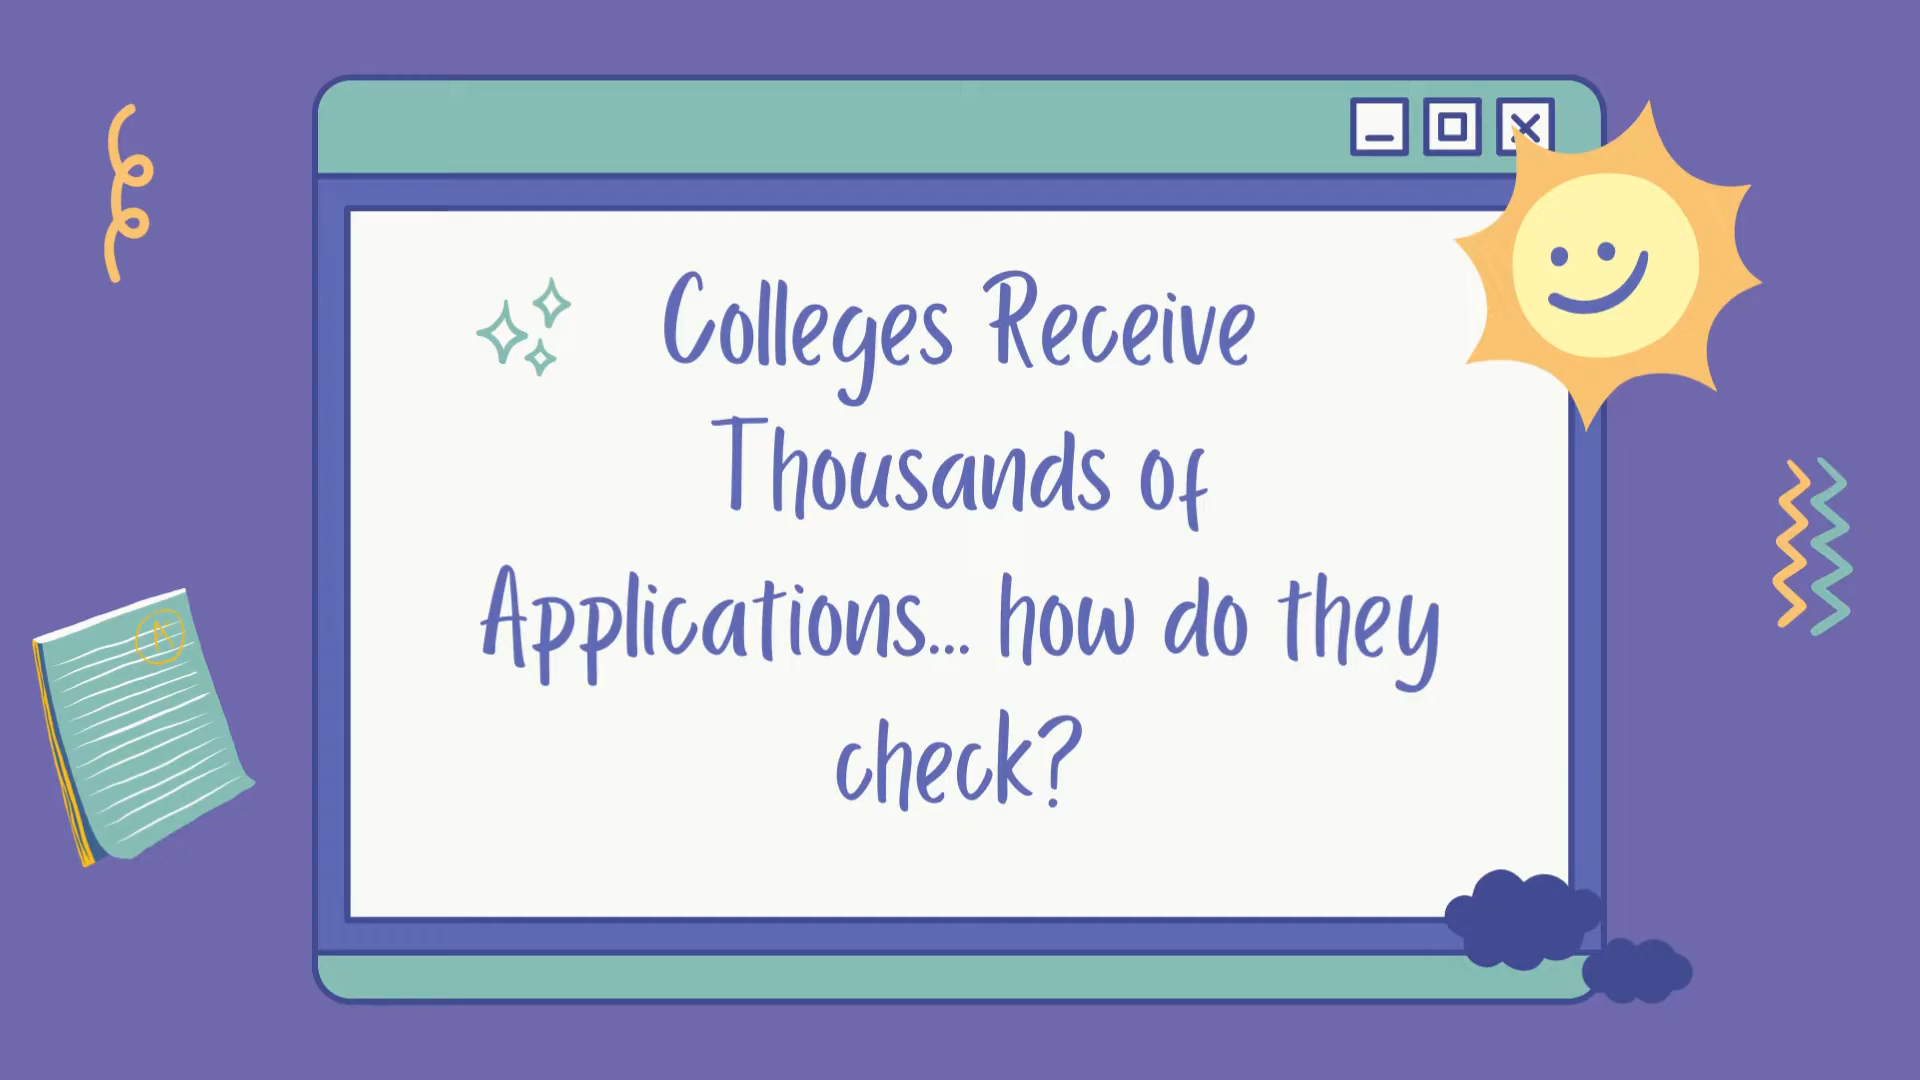 Colleges Receive
Thousands of
Applications... how do they
check?